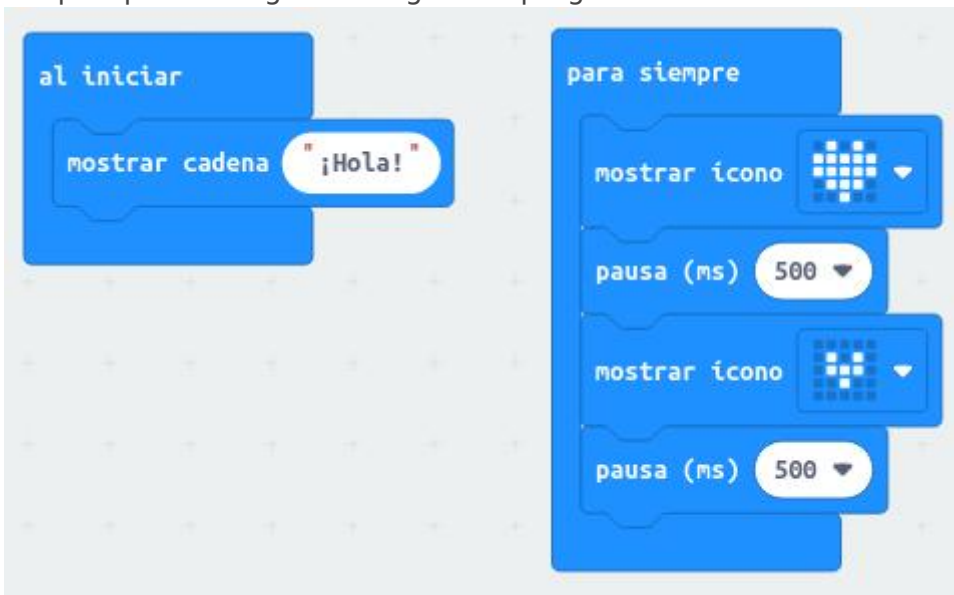 al iniciar
mostrar cadena "¡Hola!"
para siempre
mostrar ícono
pausa (ms) 500
mostrar ícono
pausa (ms) 500